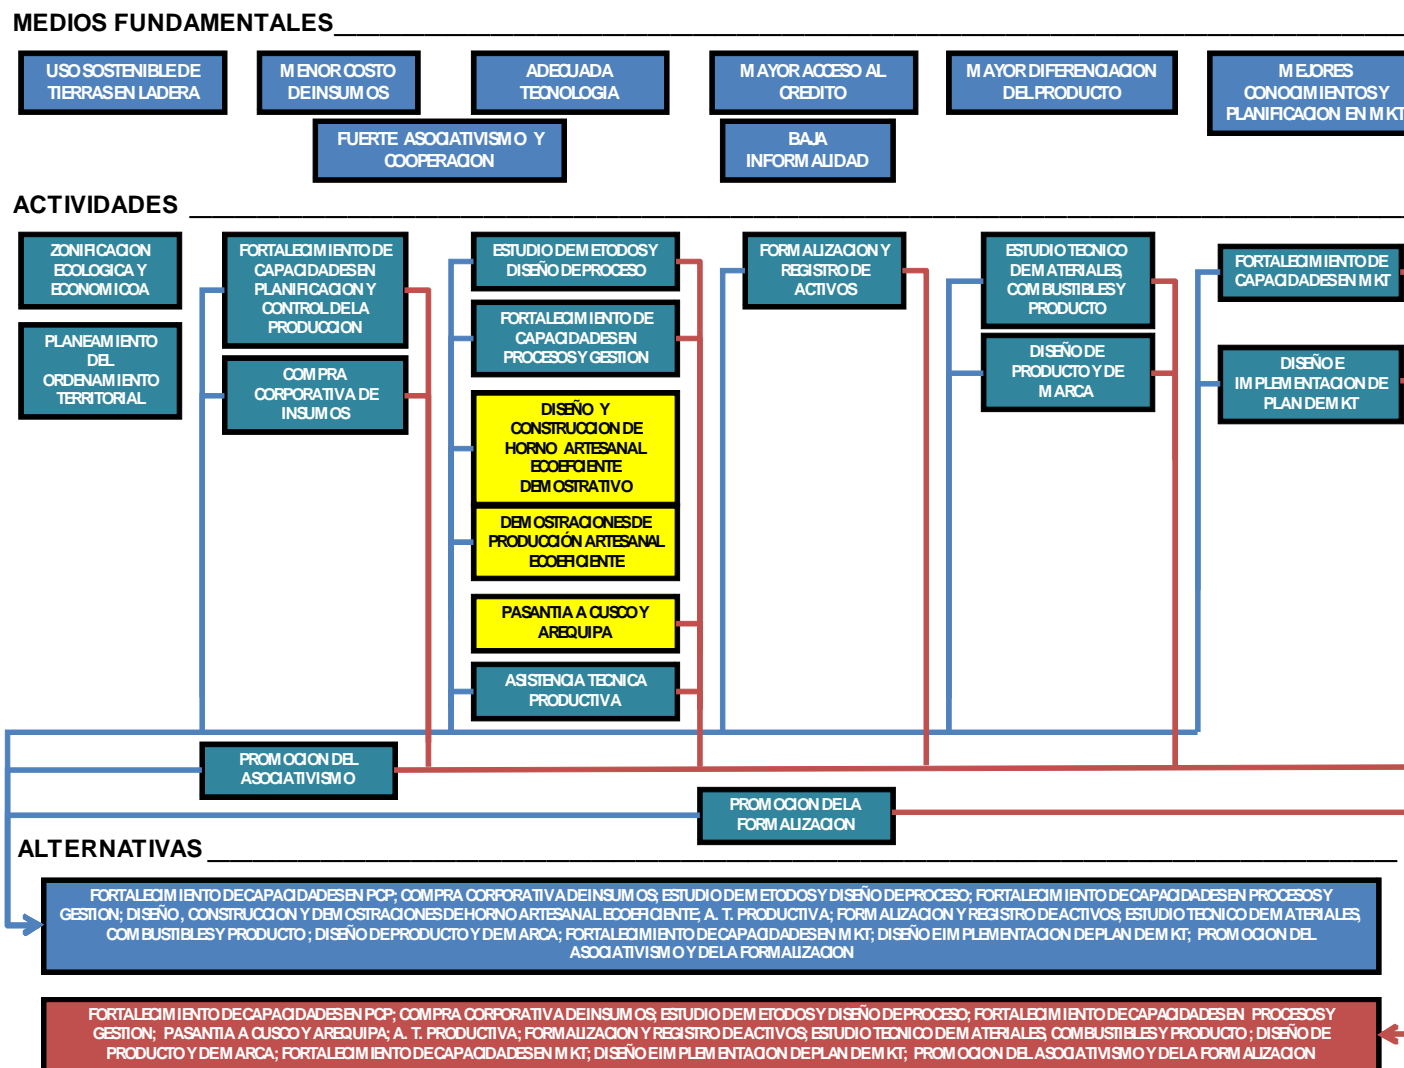 MEDIOS FUNDAMENTALES
USO SOSTENIBLE DE
TIERRAS EN LADERA
MENOR COSTO
DE INSUMOS
ADECUADA
TECNOLOGIA
MAYOR ACCESO AL
CREDITO
MAYOR DIFERENCIACION
DEL PRODUCTO
MEJORES
CONOCIMIENTOS Y
PLANIFICACION EN MKT
FUERTE ASOCIATIVISMO Y
COOPERACION
BAJA
INFORMALIDAD
ACTIVIDADES
ZONIFICACION
ECOLOGICA Y
ECONOMICOA
PLANEAMIENTO
DEL
ORDENAMIENTO
TERRITORIAL
FORTALECIMIENTO DE
CAPACIDADES EN
PLANIFICACION Y
CONTROL DE LA
PRODUCCION
COMPRA
CORPORATIVA DE
INSUMOS
ESTUDIO DE METODOS Y
DISEÑO DE PROCESO
FORTALECIMIENTO DE
CAPACIDADES EN
PROCESOS Y GESTION
DISEÑO Y
CONSTRUCCION DE
HORNO ARTESANAL
ECOEFCIENTE
DEMOSTRATIVO
DEMOSTRACIONES DE
PRODUCCIÓN ARTESANAL
ECOEFICIENTE
PASANTIA A CUSCO Y
AREQUIPA
ASISTENCIA TECNICA
PRODUCTIVA
FORMALIZACION Y
REGISTRO DE
ACTIVOS
ESTUDIO TECNICO
DE MATERIALES,
COMBUSTIBLES Y
PRODUCTO
DISEÑO DE
PRODUCTO Y DE
MARCA
FORTALECIMIENTO DE
CAPACIDADES EN MKT
DISEÑO E
IMPLEMENTACION DE
PLAN DE MKT
PROMOCION DEL
ASOCIATIVISMO
PROMOCION DE LA
FORMALIZACION
ALTERNATIVAS
FORTALECIMIENTO DE CAPACIDADES EN PCP; COMPRA CORPORATIVA DE INSUMOS; ESTUDIO DE METODOS Y DISEÑO DE PROCESO; FORTALECIMIENTO DE CAPACIDADES EN PROCESOS Y
GESTION; DISEÑO , CONSTRUCCION Y DEMOSTRACIONES DE HORNO ARTESANAL ECOEFICIENTE; A. T. PRODUCTIVA; FORMALIZACION Y REGISTRO DE ACTIVOS; ESTUDIO TECNICO DE MATERIALES,
COMBUSTIBLES Y PRODUCTO ; DISEÑO DE PRODUCTO Y DE MARCA; FORTALECIMIENTO DE CAPACIDADES EN MKT; DISEÑO E IMPLEMENTACION DE PLAN DE MKT; PROMOCION DEL
ASOCIATIVISMO Y DE LA FORMALIZACION
FORTALECIMIENTO DE CAPACIDADES EN PCP; COMPRA CORPORATIVA DE INSUMOS; ESTUDIO DE METODOS Y DISEÑO DE PROCESO; FORTALECIMIENTO DE CAPACIDADES EN PROCESOS Y
GESTION; PASANTIA A CUSCO Y AREQUIPA; A. T. PRODUCTIVA; FORMALIZACION Y REGISTRO DE ACTIVOS; ESTUDIO TECNICO DE MATERIALES, COMBUSTIBLES Y PRODUCTO ; DISEÑO DE
PRODUCTO Y DE MARCA; FORTALECIMIENTO DE CAPACIDADES EN MKT; DISEÑO E IMPLEMENTACION DE PLAN DE MKT; PROMOCION DEL ASOCIATIVISMO Y DE LA FORMALIZACION